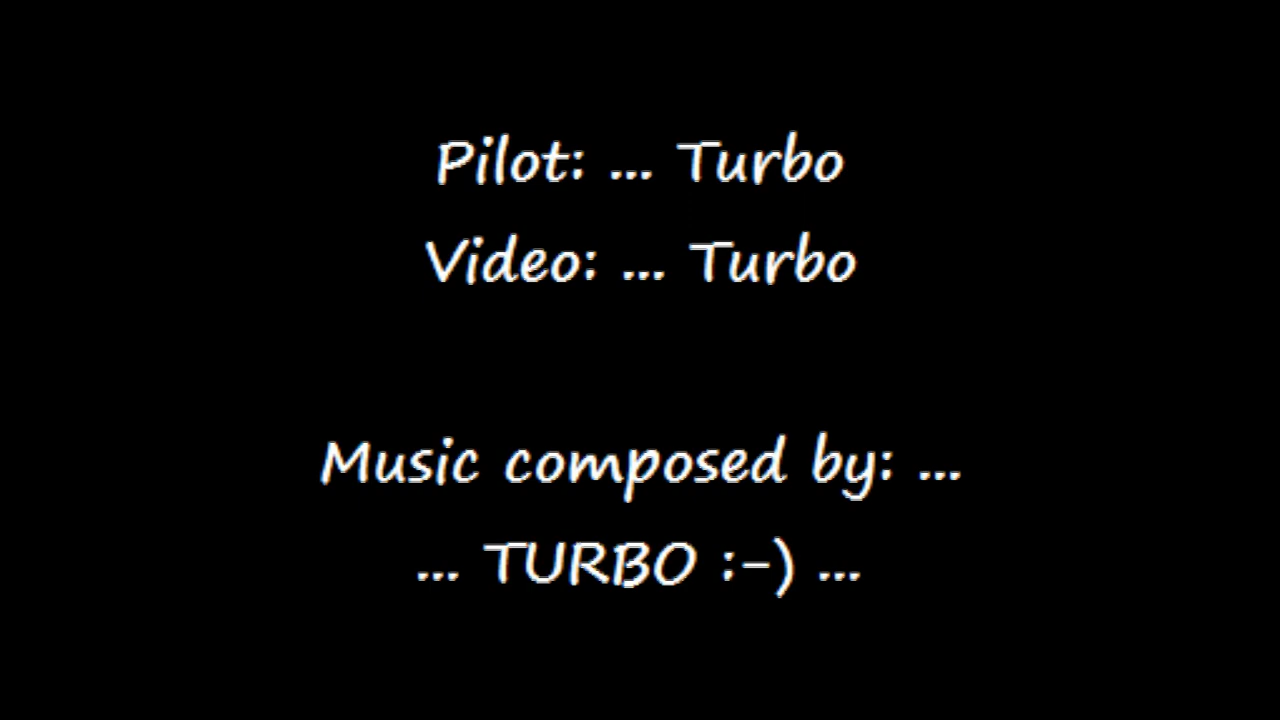 Pilot: ... Turbo
Video: ... Turbo
Music composed by: ...
... TURBO :-) ...